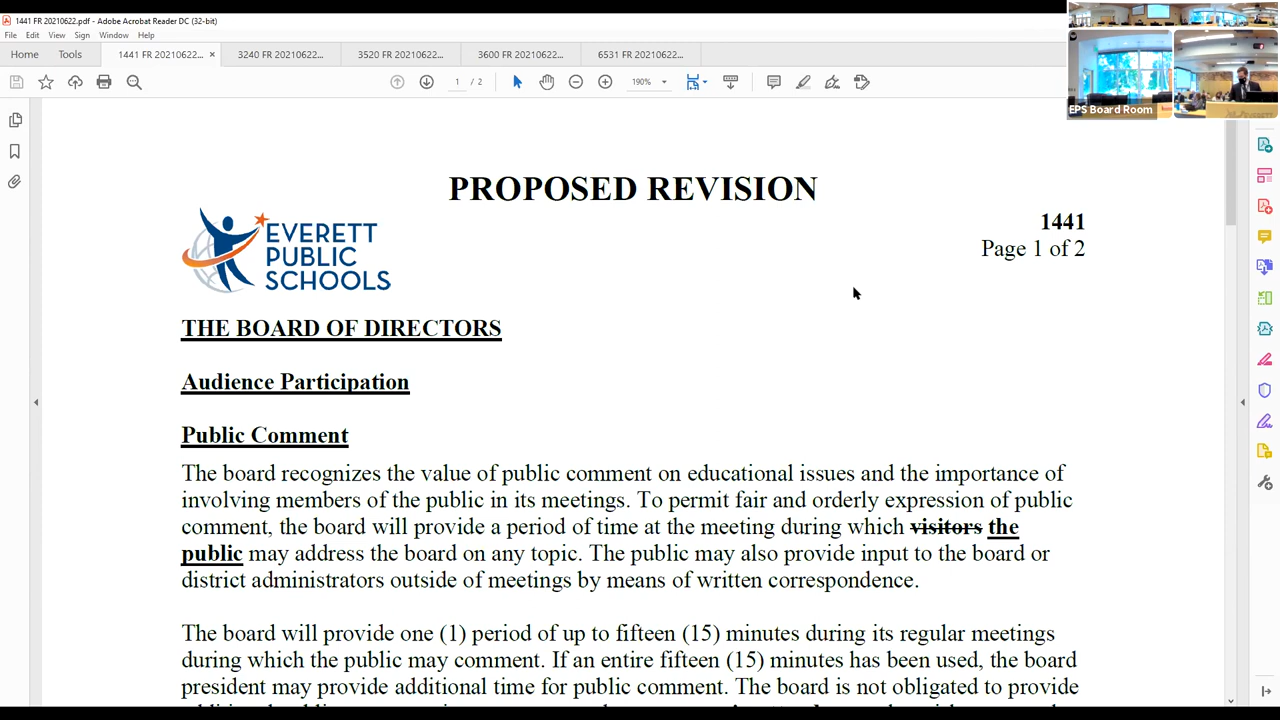 1441 FR 20210622.pdf - Adobe Acrobat Reader DC (32-bit)
File Edit View Sign Window Help
Home Tools 1441 FR 20210622... × 3240 FR 20210622... 3520 FR 20210622... 3600 FR 20210622... 6531 FR 20210622...
1 / 2 190%
EPS Board Room
PROPOSED REVISION
EVERETT
PUBLIC
SCHOOLS
1441
Page 1 of 2
THE BOARD OF DIRECTORS
Audience Participation
Public Comment
The board recognizes the value of public comment on educational issues and the importance of
involving members of the public in its meetings. To permit fair and orderly expression of public
comment, the board will provide a period of time at the meeting during which visitors the
public may address the board on any topic. The public may also provide input to the board or
district administrators outside of meetings by means of written correspondence.
The board will provide one (1) period of up to fifteen (15) minutes during its regular meetings
during which the public may comment. If an entire fifteen (15) minutes has been used, the board
president may provide additional time for public comment. The board is not obligated to provide